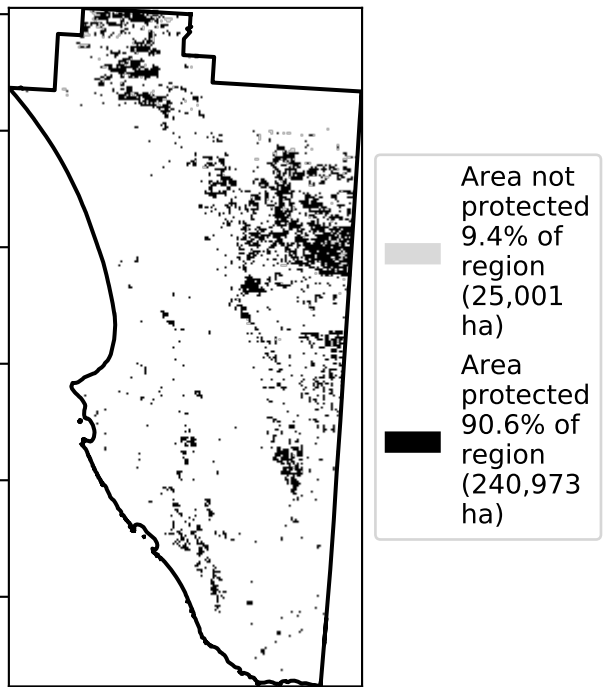 Area not
protected
9.4% of
region
(25,001
ha)
Area
protected
90.6% of
region
(240,973
ha)